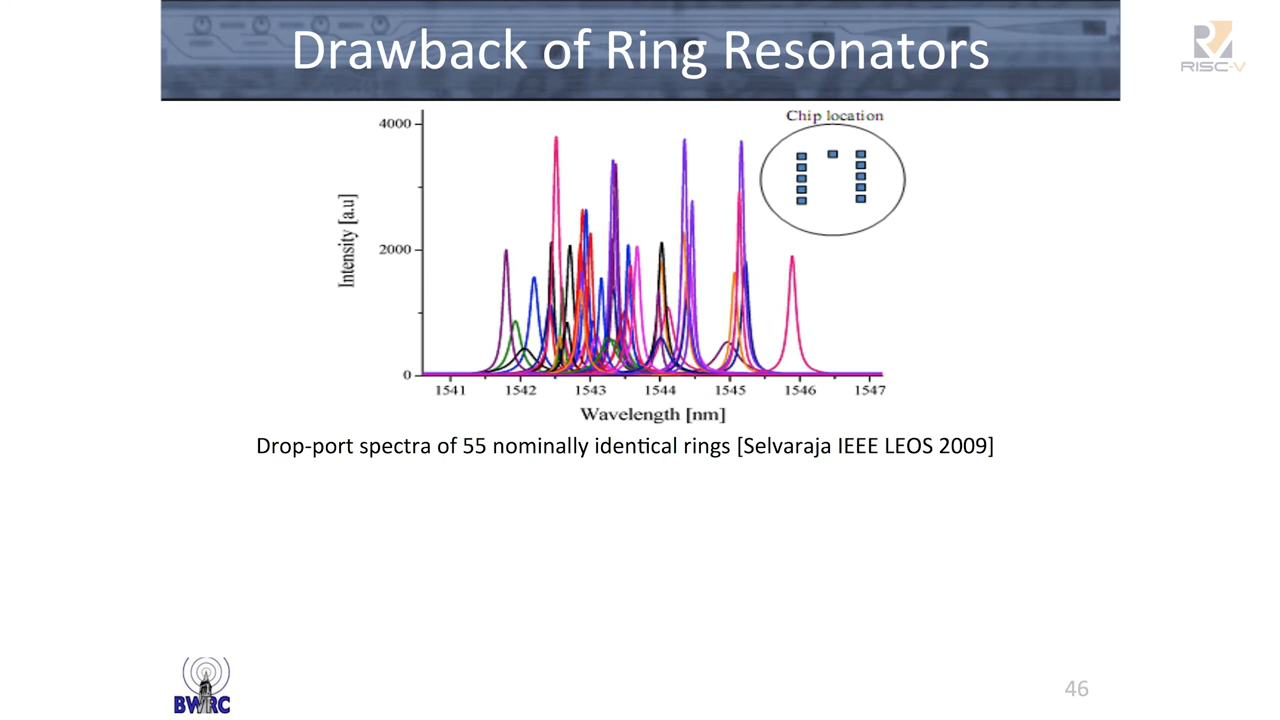 Drawback of Ring Resonators
RISC-V
Chip location
4000
2000
0
Intensity [a.u]
1541 1542 1543 1544 1545 1546 1547
Wavelength [nm]
Drop-port spectra of 55 nominally identical rings [Selvaraja IEEE LEOS 2009]
BWRC
46